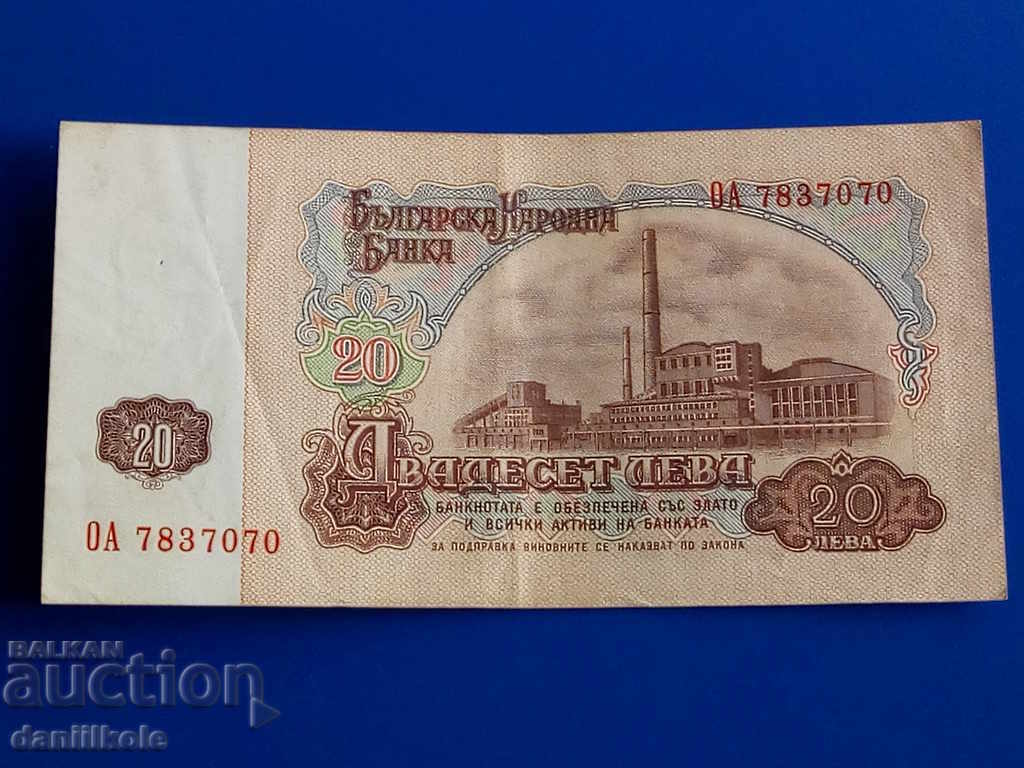 БЪЛГАРСКА НАРОДНА
БАНКА
ОА 7837070
20
20
ДВАДЕСЕТ ЛЕВА
БАНКНОТАТА Е ОБЕЗПЕЧЕНА СЪС ЗЛАТО
И ВСИЧКИ АКТИВИ НА БАНКАТА
ЗА ПОДПРАВКА ВИНОВНИТЕ СЕ НАКАЗВАТ ПО ЗАКОНА
20
ЛЕВА
ОА 7837070
BALKAN
auction
daniilkole